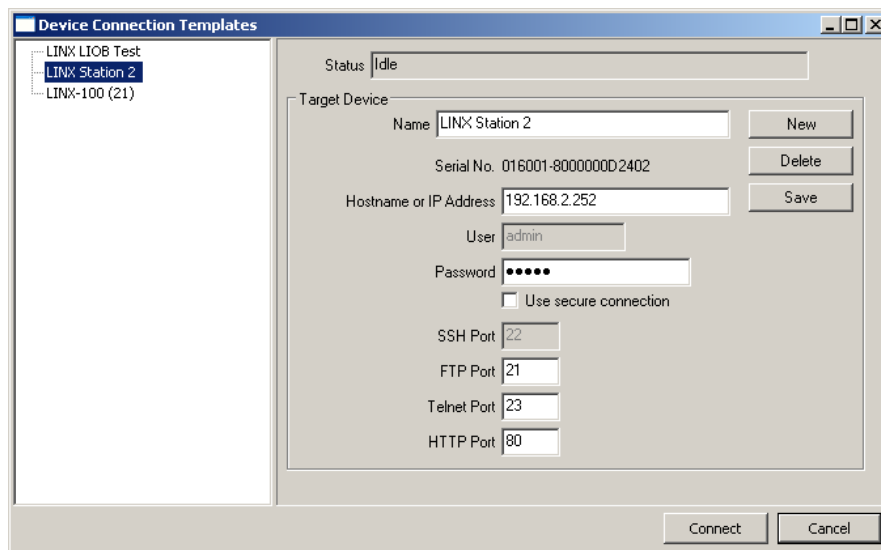 Device Connection Templates
LINX LIOB Test
LINX Station 2
LINX-100 (21)
Status Idle
Target Device
Name LINX Station 2
New
Serial No. 016001-8000000D2402
Delete
Hostname or IP Address 192.168.2.252
Save
User admin
Password ●●●●●
Use secure connection
SSH Port 22
FTP Port 21
Telnet Port 23
HTTP Port 80
Connect
Cancel